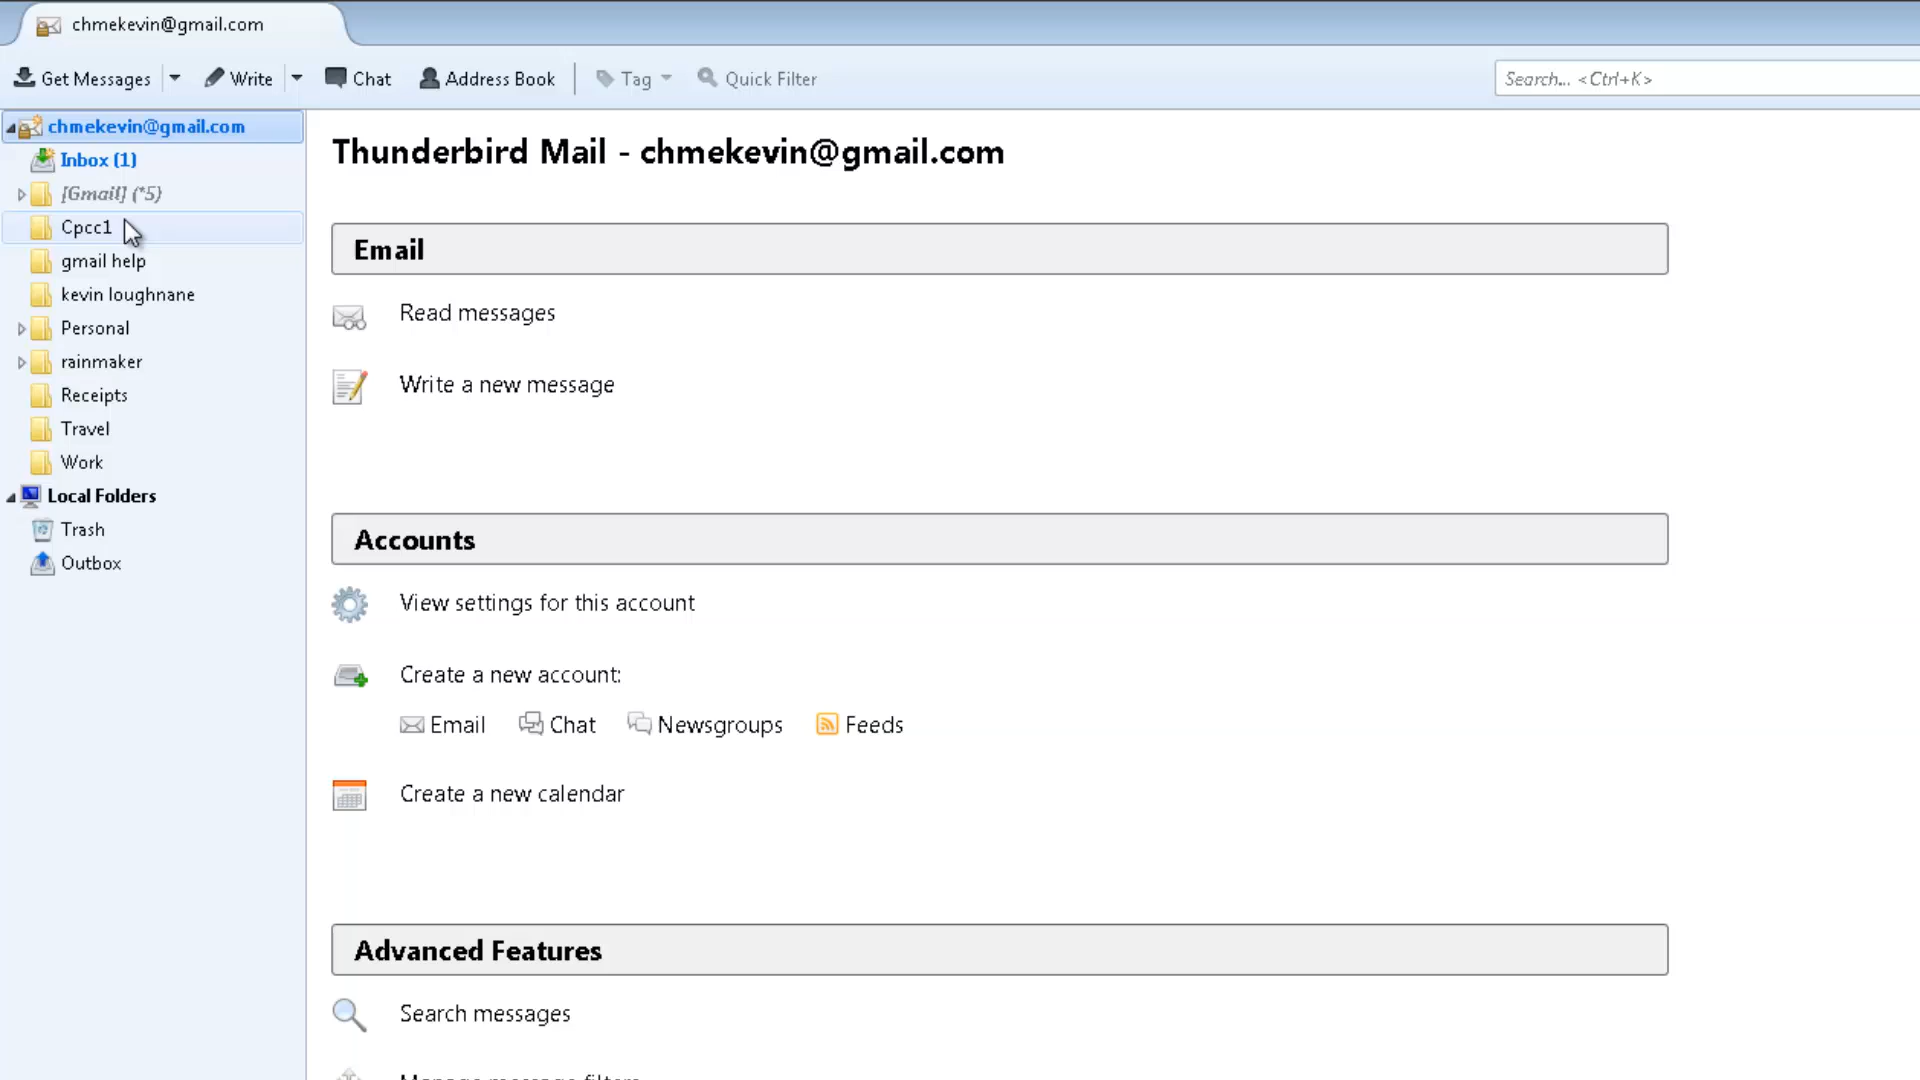 chmekevin@gmail.com
Get Messages Write Chat Address Book Tag Quick Filter Search... <Ctrl+K>
chmekevin@gmail.com
Inbox (1)
[Gmail] (*5)
Cpcc1
gmail help
kevin loughnane
Personal
rainmaker
Receipts
Travel
Work
Local Folders
Trash
Outbox
Thunderbird Mail - chmekevin@gmail.com
Email
Read messages
Write a new message
Accounts
View settings for this account
Create a new account:
Email Chat Newsgroups Feeds
Create a new calendar
Advanced Features
Search messages
Manage message filters